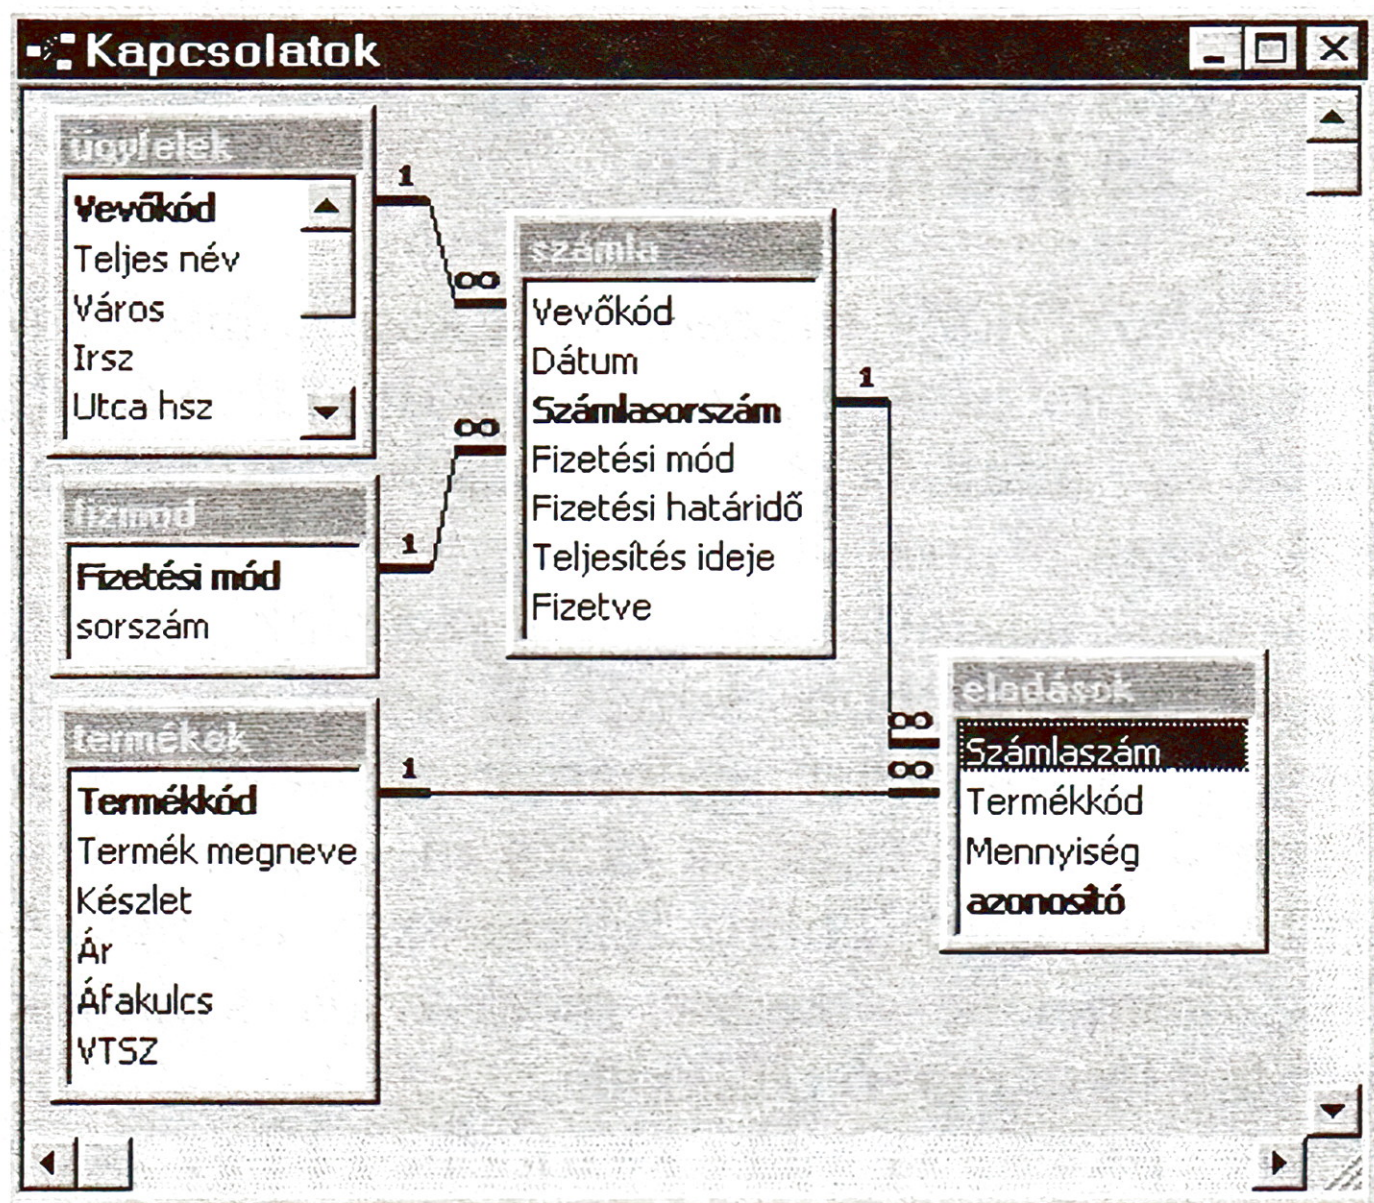 Kapcsolatok
ügyfelek
Vevőkód
Teljes név
Város
Irsz
Utca hsz
1
∞
számla
Vevőkód
Dátum
Számlasorszám
Fizetési mód
Fizetési határidő
Teljesítés ideje
Fizetve
∞
1
fizmód
Fizetési mód
sorszám
1
∞
termékek
Termékkód
Termék megneve
Készlet
Ár
Áfakulcs
VTSZ
1
∞
eladások
Számlaszám
Termékkód
Mennyiség
azonosító